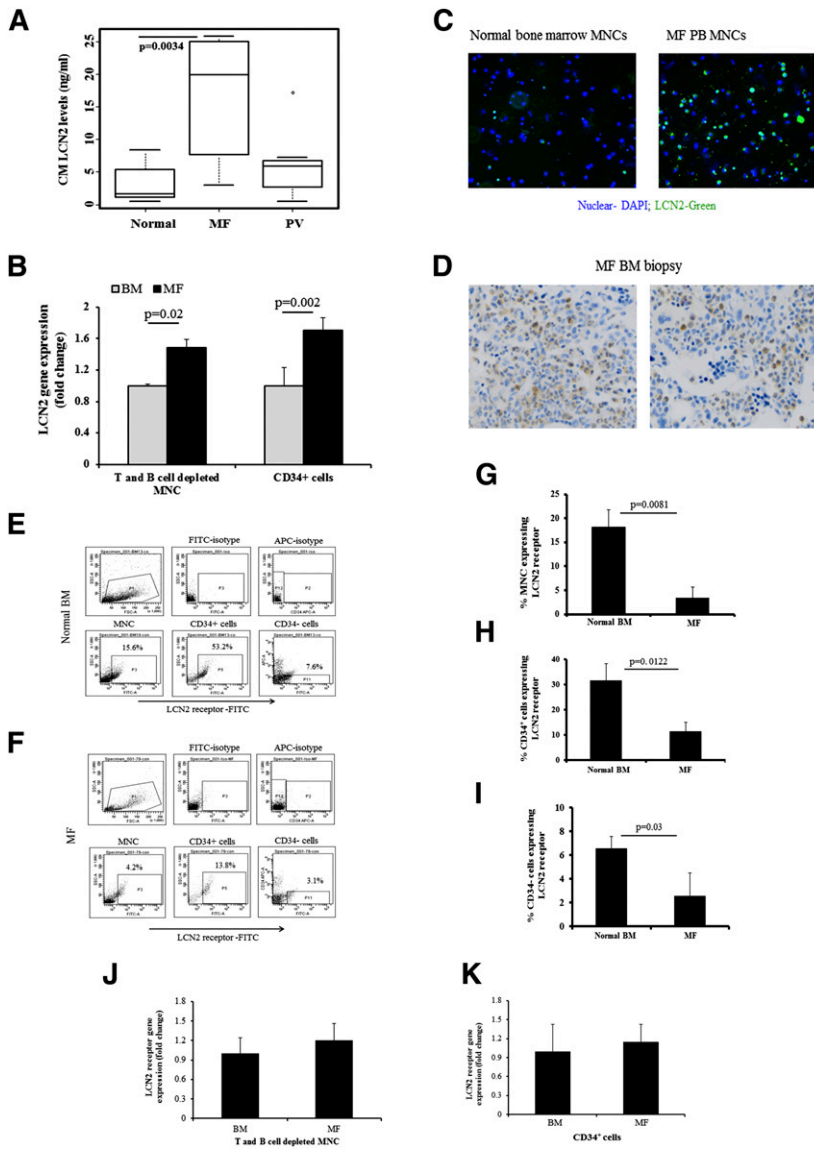 A
CM LCN2 levels (ng/ml)
25
20
15
10
5
0
p=0.0034
Normal MF PV
B
LCN2 gene expression
(fold change)
BM MF
2
1.6
1.2
0.8
0.4
0
p=0.02
p=0.002
T and B cell depleted
MNC
CD34+ cells
C
Normal bone marrow MNCs
MF PB MNCs
Nuclear- DAPI; LCN2-Green
D
MF BM biopsy
E
Normal BM
FITC-isotype APC-isotype
MNC CD34+ cells CD34- cells
15.6%
53.2%
7.6%
LCN2 receptor -FITC
F
MF
FITC-isotype APC-isotype
MNC CD34+ cells CD34- cells
4.2%
13.8%
3.1%
LCN2 receptor -FITC
G
% MNC expressing
LCN2 receptor
25
20
15
10
5
0
p=0.0081
Normal BM MF
H
% CD34+ cells expressing
LCN2 receptor
50
40
30
20
10
0
p=0.0122
Normal BM MF
I
% CD34- cells expressing
LCN2 receptor
10
8
6
4
2
0
p=0.03
Normal BM MF
J
LCN2 receptor gene
expression (fold change)
1.8
1.5
1.2
0.9
0.6
0.3
0
BM MF
T and B cell depleted MNC
K
LCN2 receptor gene
expression (fold change)
1.8
1.5
1.2
0.9
0.6
0.3
0
BM MF
CD34+ cells